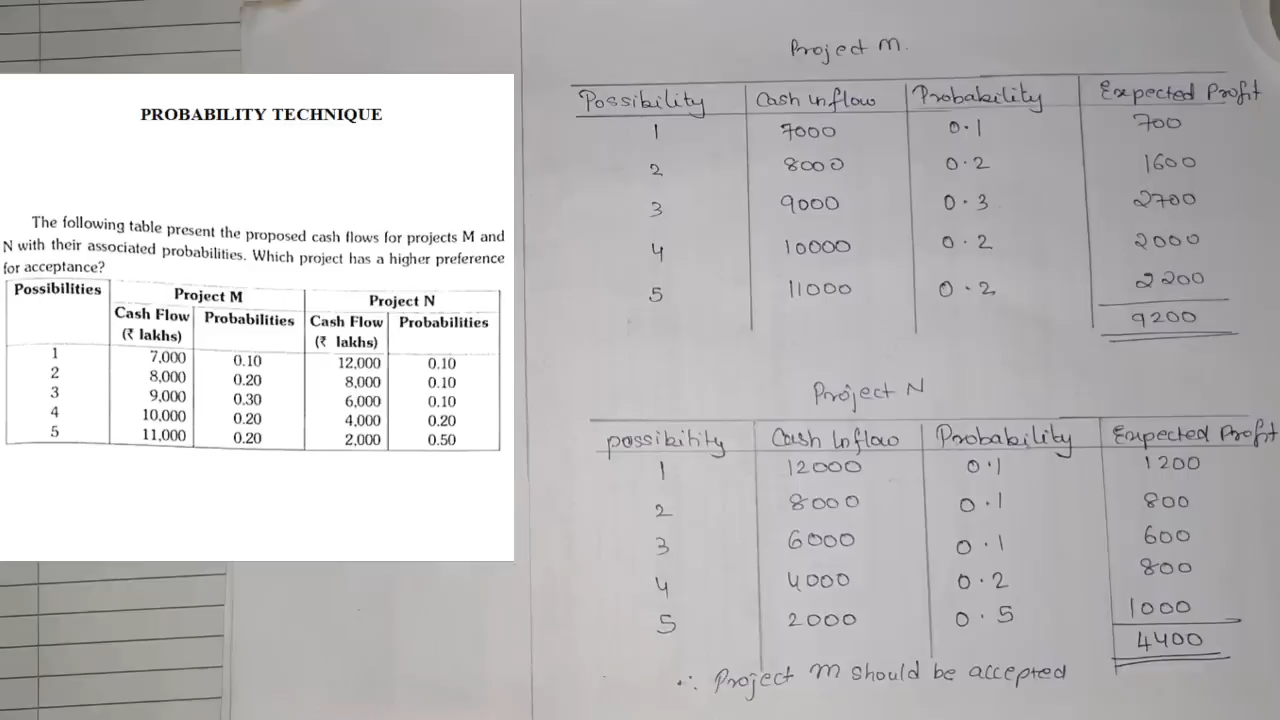 PROBABILITY TECHNIQUE
The following table present the proposed cash flows for projects M and
N with their associated probabilities. Which project has a higher preference
for acceptance?
Possibilities Project M Project N
Cash Flow Probabilities Cash Flow Probabilities
(₹ lakhs) (₹ lakhs)
1 7,000 0.10 12,000 0.10
2 8,000 0.20 8,000 0.10
3 9,000 0.30 6,000 0.10
4 10,000 0.20 4,000 0.20
5 11,000 0.20 2,000 0.50
Project M.
Possibility Cash Inflow Probability Expected Profit
1 7000 0.1 700
2 8000 0.2 1600
3 9000 0.3 2700
4 10000 0.2 2000
5 11000 0.2 2200
9200
Project N
possibility Cash Inflow Probability Expected Profit
1 12000 0.1 1200
2 8000 0.1 800
3 6000 0.1 600
4 4000 0.2 800
5 2000 0.5 1000
4400
∴ Project M should be accepted